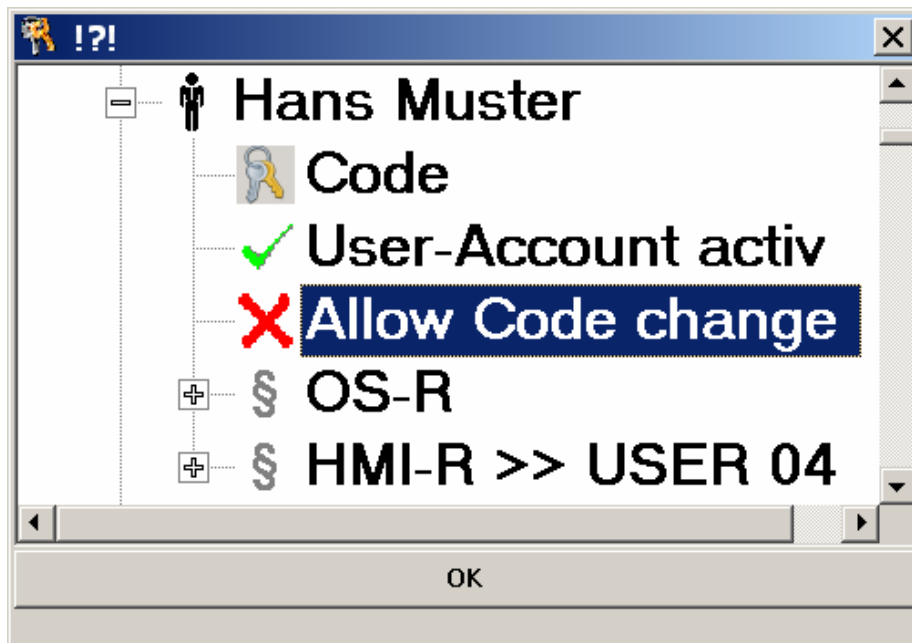 !?!
Hans Muster
Code
User-Account activ
Allow Code change
§ OS-R
§ HMI-R >> USER 04
OK